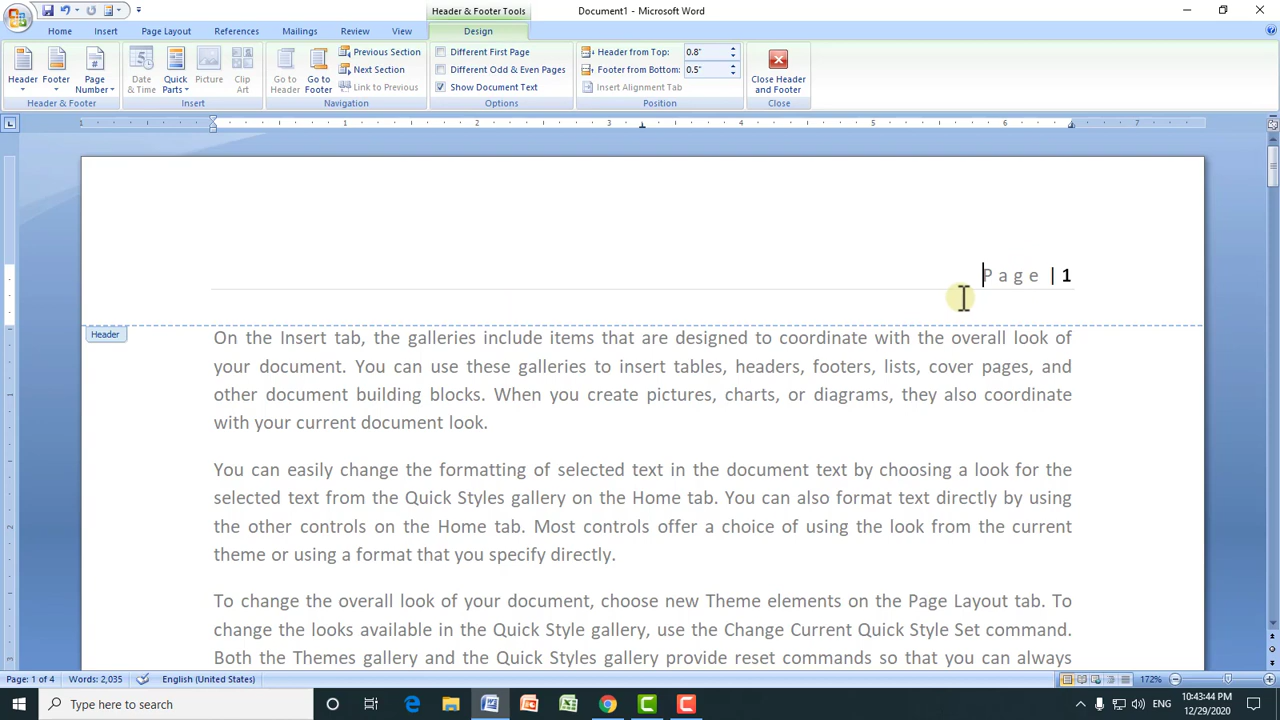 Header & Footer Tools
Document1 - Microsoft Word
Home Insert Page Layout References Mailings Review View Design
Header
Footer
Page Number
Header & Footer
Date & Time
Quick Parts
Picture
Clip Art
Insert
Go to Header
Go to Footer
Previous Section
Next Section
Link to Previous
Navigation
Different First Page
Different Odd & Even Pages
Show Document Text
Options
Header from Top: 0.8"
Footer from Bottom: 0.5"
Insert Alignment Tab
Position
Close Header and Footer
Close
1 1 2 3 4 5 6 7
Page | 1
Header
On the Insert tab, the galleries include items that are designed to coordinate with the overall look of
your document. You can use these galleries to insert tables, headers, footers, lists, cover pages, and
other document building blocks. When you create pictures, charts, or diagrams, they also coordinate
with your current document look.
You can easily change the formatting of selected text in the document text by choosing a look for the
selected text from the Quick Styles gallery on the Home tab. You can also format text directly by using
the other controls on the Home tab. Most controls offer a choice of using the look from the current
theme or using a format that you specify directly.
To change the overall look of your document, choose new Theme elements on the Page Layout tab. To
change the looks available in the Quick Style gallery, use the Change Current Quick Style Set command.
Both the Themes gallery and the Quick Styles gallery provide reset commands so that you can always
Page: 1 of 4 Words: 2,035 English (United States) 172%
Type here to search
ENG
10:43:44 PM
12/29/2020